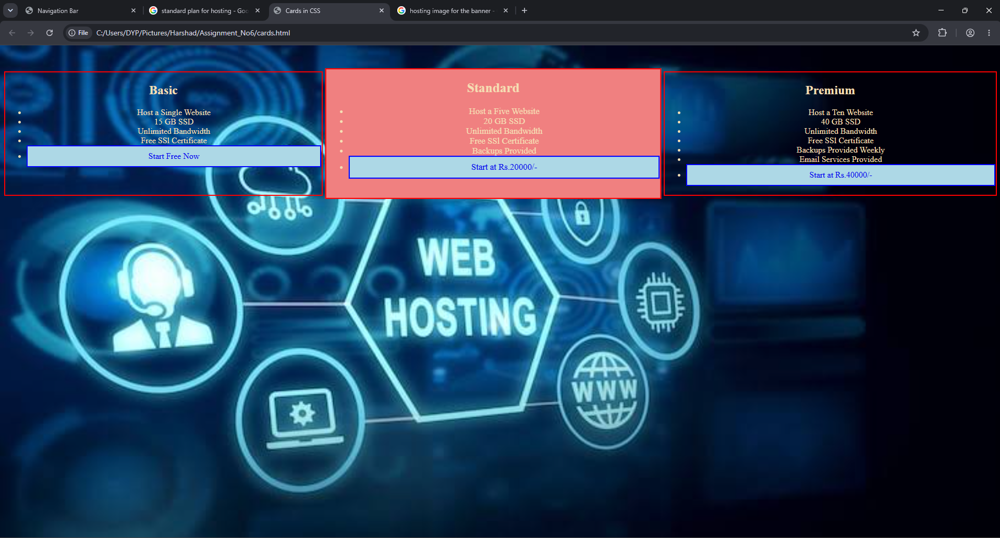 Navigation Bar
standard plan for hosting - Goo
Cards in CSS
hosting image for the banner -
File
C:/Users/DYP/Pictures/Harshad/Assignment_No6/cards.html
Basic
Host a Single Website
15 GB SSD
Unlimited Bandwidth
Free SSl Certificate
Start Free Now
Standard
Host a Five Website
20 GB SSD
Unlimited Bandwidth
Free SSl Certificate
Backups Provided
Start at Rs.20000/-
Premium
Host a Ten Website
40 GB SSD
Unlimited Bandwidth
Free SSl Certificate
Backups Provided Weekly
Email Services Provided
Start at Rs.40000/-
WEB
HOSTING
WWW